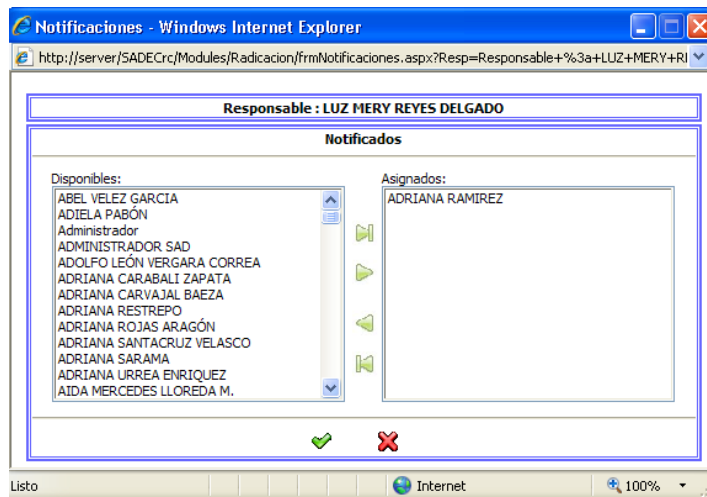 Notificaciones - Windows Internet Explorer
http://server/SADECrc/Modules/Radicacion/frmNotificaciones.aspx?Resp=Responsable+%3a+LUZ+MERY+RI
Responsable : LUZ MERY REYES DELGADO
Notificados
Disponibles:
ABEL VELEZ GARCIA
ADIELA PABÓN
Administrador
ADMINISTRADOR SAD
ADOLFO LEÓN VERGARA CORREA
ADRIANA CARABALI ZAPATA
ADRIANA CARVAJAL BAEZA
ADRIANA RESTREPO
ADRIANA ROJAS ARAGÓN
ADRIANA SANTACRUZ VELASCO
ADRIANA SARAMA
ADRIANA URREA ENRIQUEZ
AIDA MERCEDES LLOREDA M.
Asignados:
ADRIANA RAMIREZ
Listo
Internet
100%